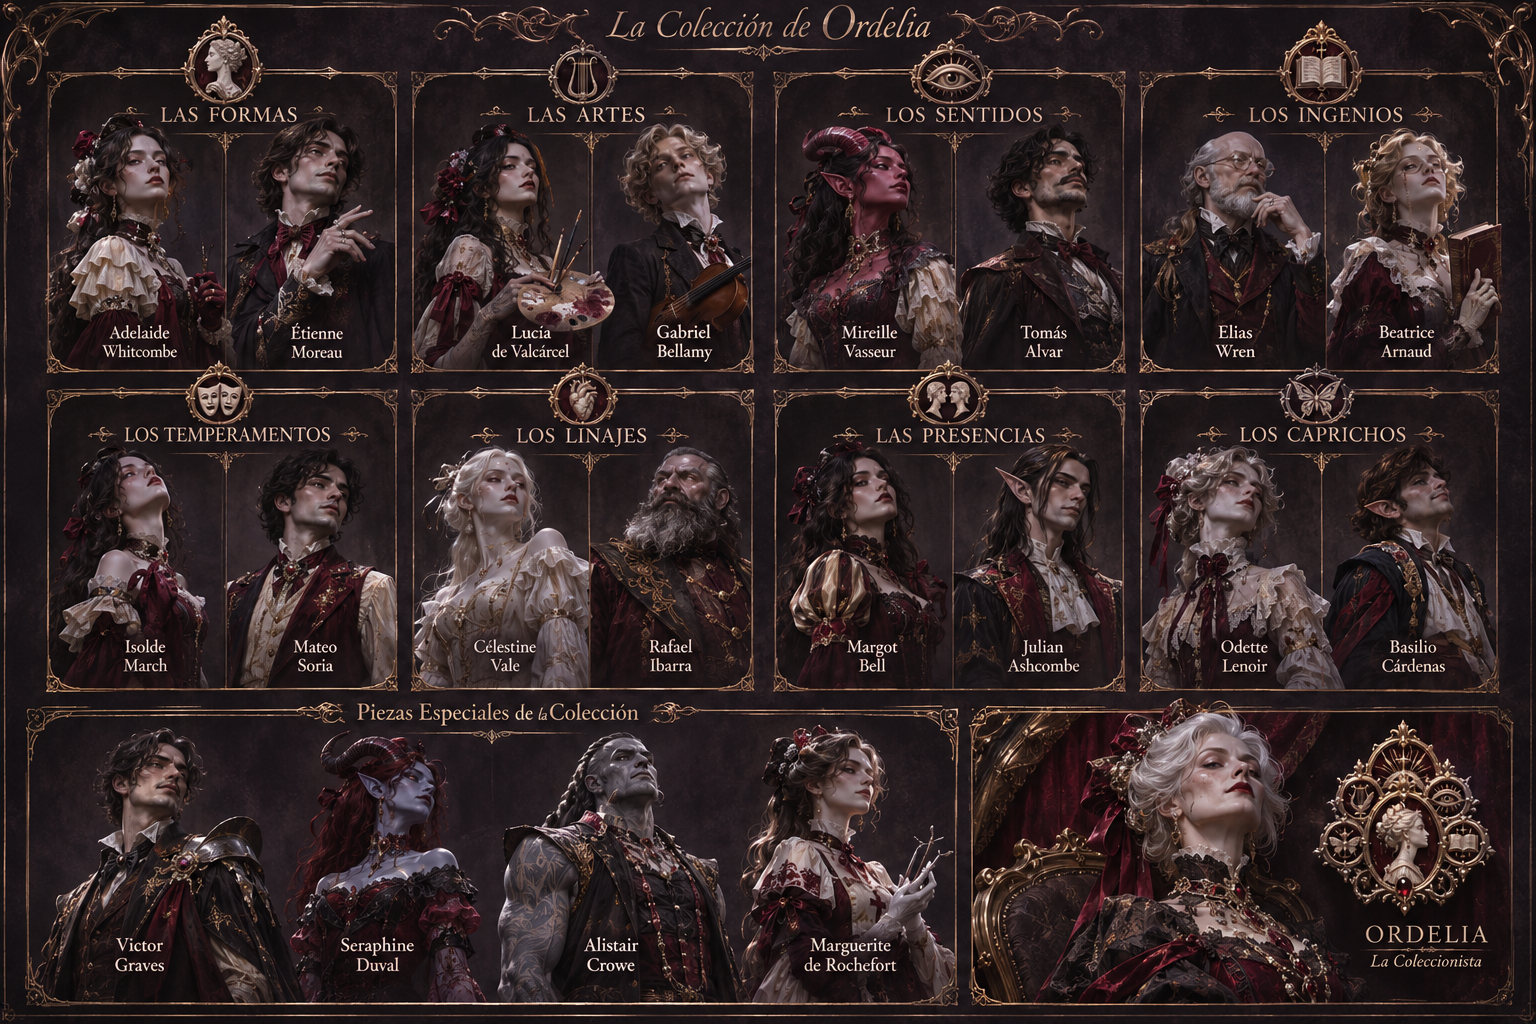 La Colección de Ordelia
LAS FORMAS
LAS ARTES
LOS SENTIDOS
LOS INGENIOS
Adelaide
Whitcombe
Étienne
Moreau
Lucía
de Valcárcel
Gabriel
Bellamy
Mireille
Vasseur
Tomás
Alvar
Elias
Wren
Beatrice
Arnaud
LOS TEMPERAMENTOS
LOS LINAJES
LAS PRESENCIAS
LOS CAPRICHOS
Isolde
March
Mateo
Soria
Célestine
Vale
Rafael
Ibarra
Margot
Bell
Julian
Ashcombe
Odette
Lenoir
Basilio
Cárdenas
Piezas Especiales de la Colección
Victor
Graves
Seraphine
Duval
Alistair
Crowe
Marguerite
de Rochefort
ORDELIA
La Coleccionista